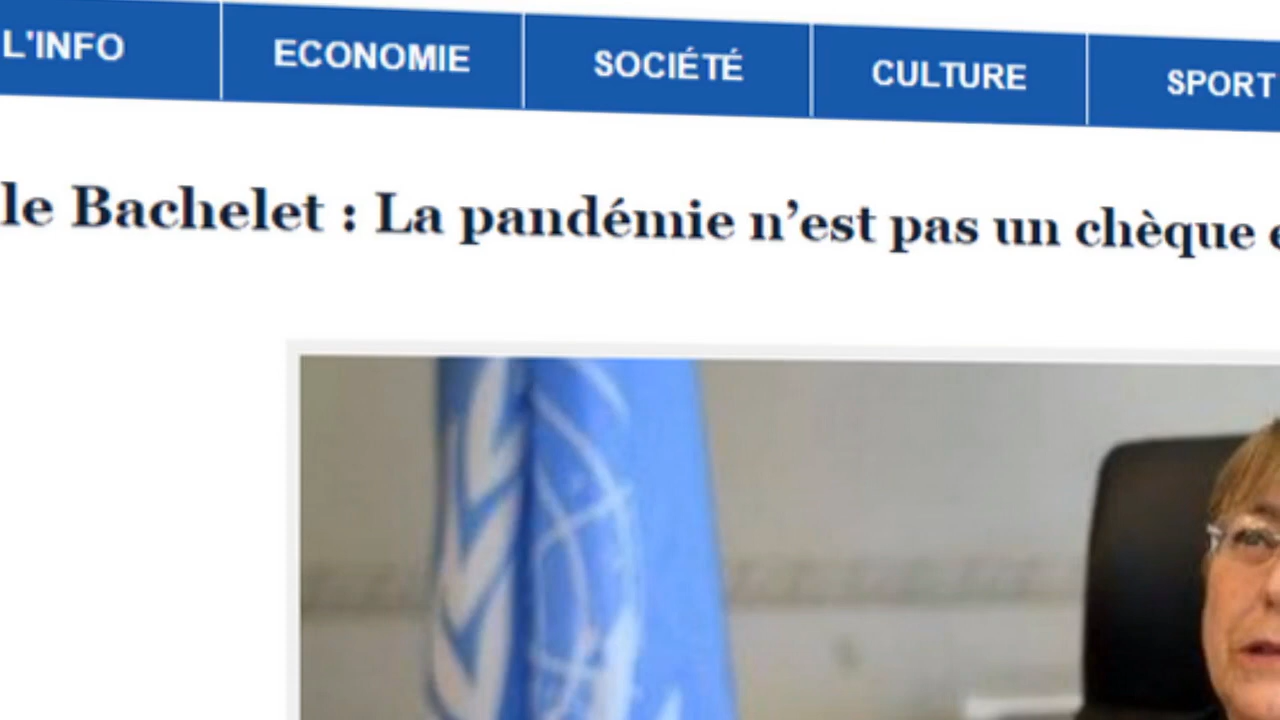 L'INFO ECONOMIE SOCIÉTÉ CULTURE SPORT
le Bachelet : La pandémie n’est pas un chèque